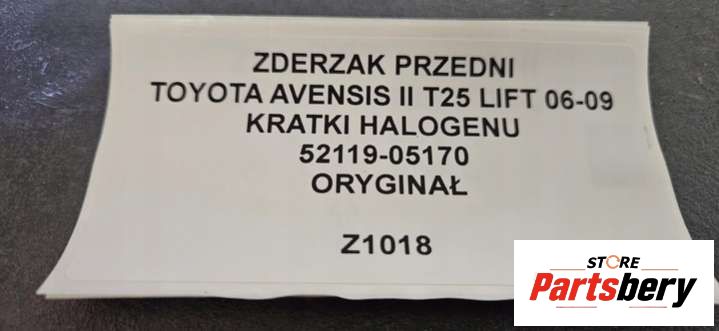 ZDERZAK PRZEDNI
TOYOTA AVENSIS II T25 LIFT 06-09
KRATKI HALOGENU
52119-05170
ORYGINAŁ
Z1018
STORE
Partsbery